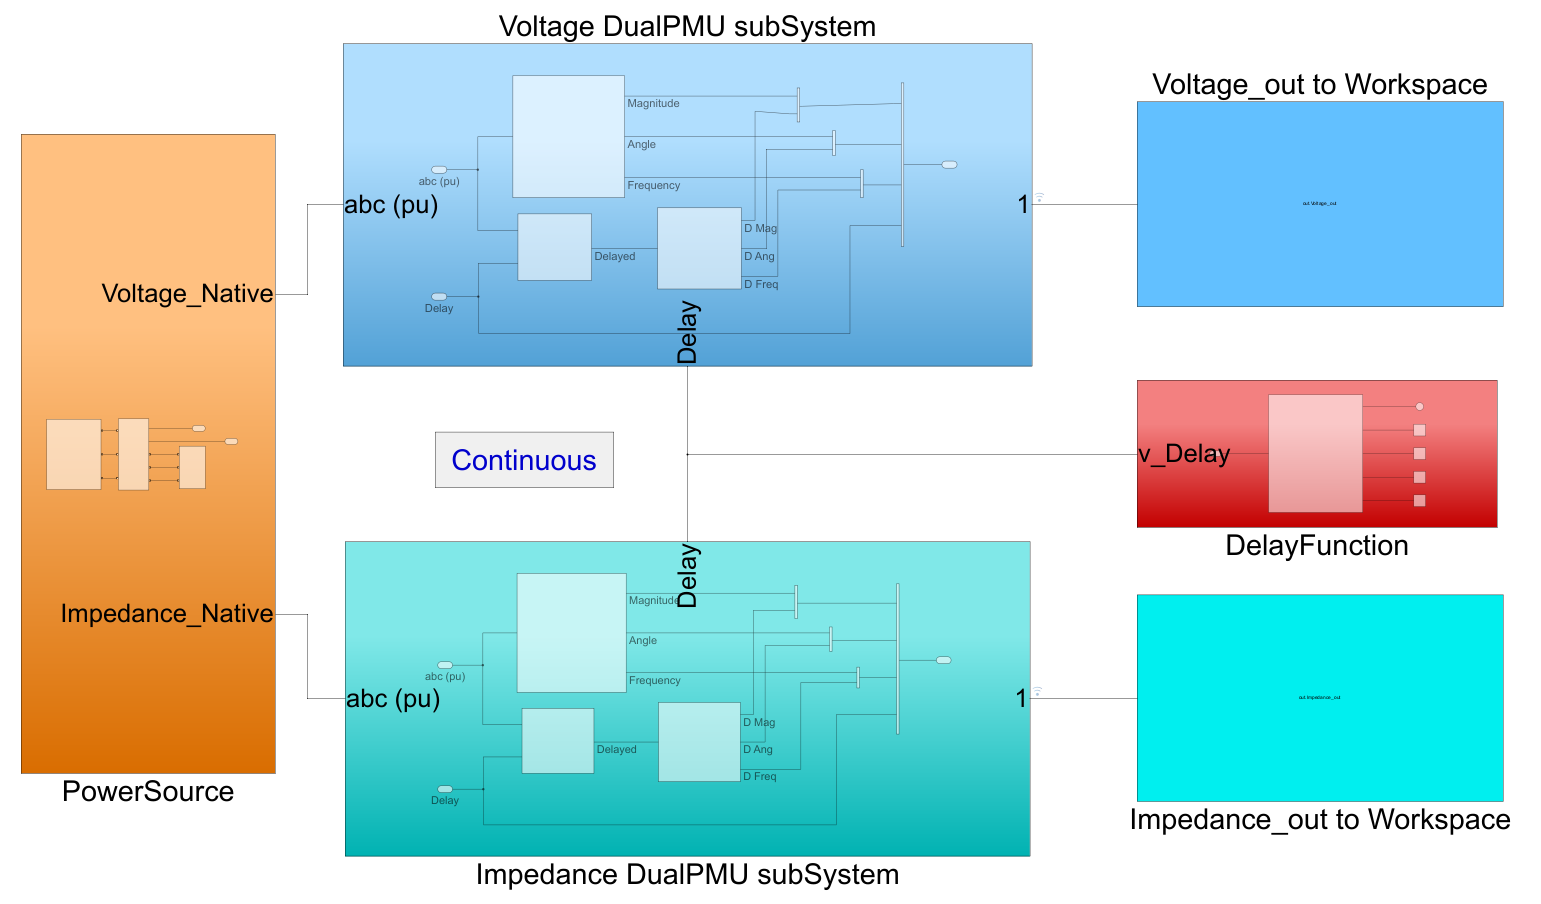 Voltage DualPMU subSystem
Magnitude
Angle
Frequency
abc (pu)
abc (pu)
Delayed
D Mag
D Ang
D Freq
Delay
Delay
1
Voltage_out to Workspace
out.Voltage_out
Voltage_Native
Impedance_Native
PowerSource
Continuous
v_Delay
DelayFunction
Delay
Magnitude
Angle
Frequency
abc (pu)
abc (pu)
Delayed
D Mag
D Ang
D Freq
Delay
1
Impedance DualPMU subSystem
out.Impedance_out
Impedance_out to Workspace